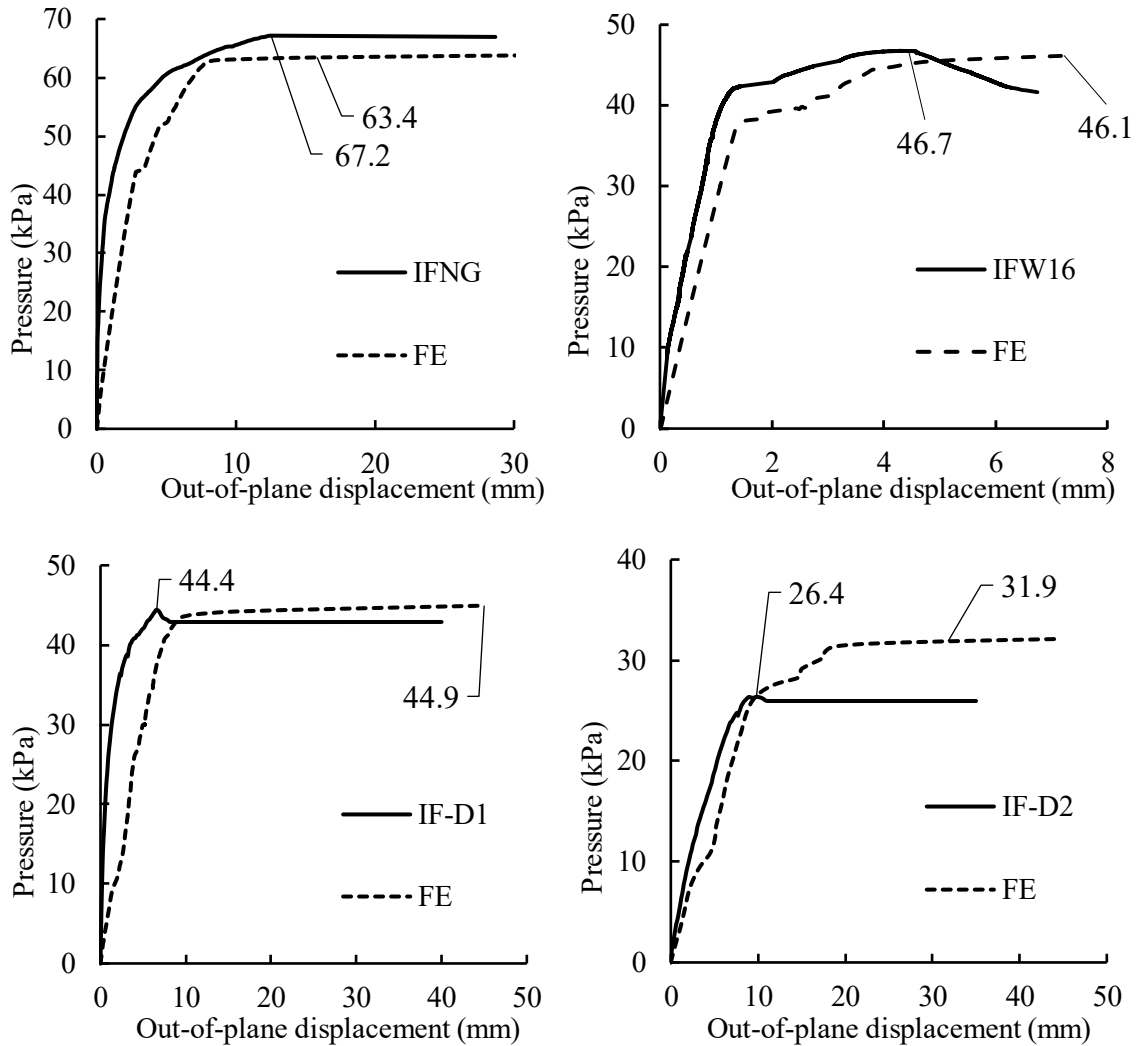 70
60
50
40
30
20
10
0
Pressure (kPa)
63.4
67.2
IFNG
FE
0 10 20 30
Out-of-plane displacement (mm)
50
40
30
20
10
0
Pressure (kPa)
46.7
46.1
IFW16
FE
0 2 4 6 8
Out-of-plane displacement (mm)
50
40
30
20
10
0
Pressure (kPa)
44.4
44.9
IF-D1
FE
0 10 20 30 40 50
Out-of-plane displacement (mm)
40
30
20
10
0
Pressure (kPa)
26.4
31.9
IF-D2
FE
0 10 20 30 40 50
Out-of-plane displacement (mm)